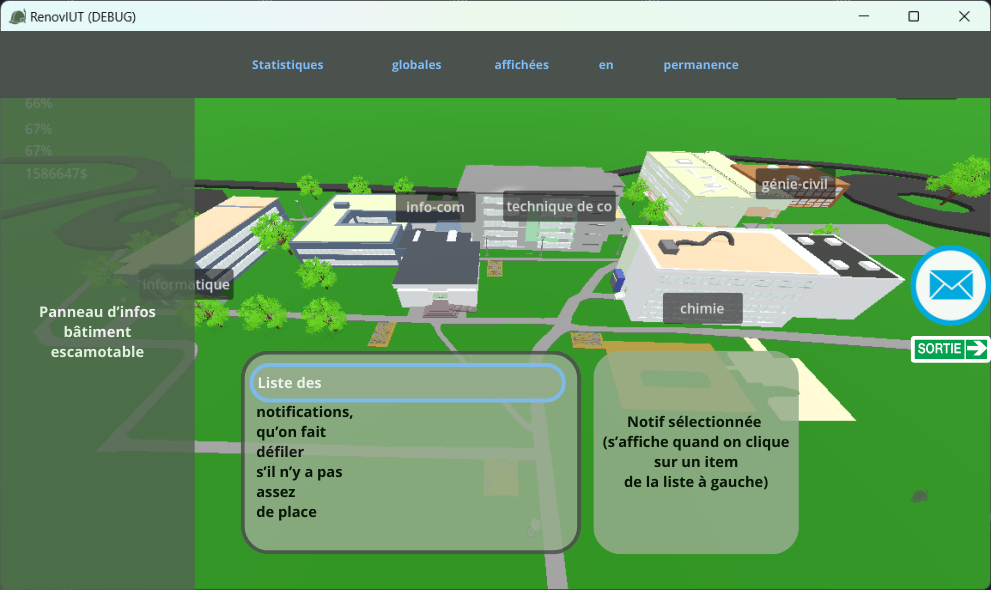 RenovIUT (DEBUG)
Statistiques globales affichées en permanence
66%
67%
67%
1586647$
info-com
technique de co
génie-civil
informatique
chimie
Panneau d’infos
bâtiment
escamotable
SORTIE
Liste des
notifications,
qu’on fait
défiler
s’il n’y a pas
assez
de place
Notif sélectionnée
(s’affiche quand on clique
sur un item
de la liste à gauche)